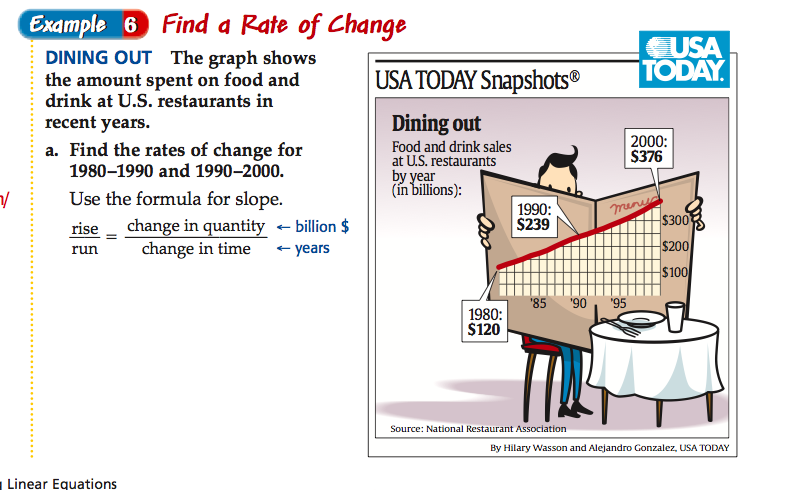 Example 6 Find a Rate of Change
DINING OUT The graph shows
the amount spent on food and
drink at U.S. restaurants in
recent years.
a. Find the rates of change for
1980–1990 and 1990–2000.
Use the formula for slope.
rise/run = change in quantity/change in time ← billion $
← years
USA
TODAY.
USA TODAY Snapshots®
Dining out
Food and drink sales
at U.S. restaurants
by year
(in billions):
2000:
$376
menu
1990:
$239
$300
$200
$100
'85 '90 '95
1980:
$120
Source: National Restaurant Association
By Hilary Wasson and Alejandro Gonzalez, USA TODAY
Linear Equations